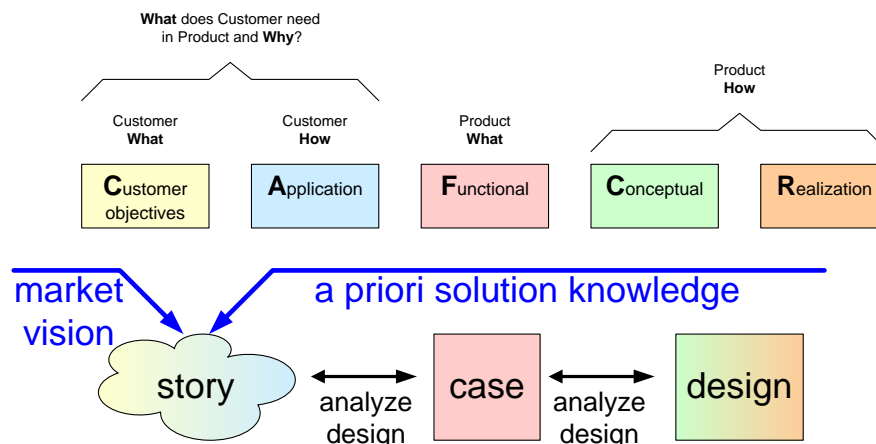 What does Customer need
in Product and Why?
Product
How
Customer
What
Customer
How
Product
What
Customer
objectives
Application
Functional
Conceptual
Realization
market
vision
a priori solution knowledge
story
analyze
design
case
analyze
design
design